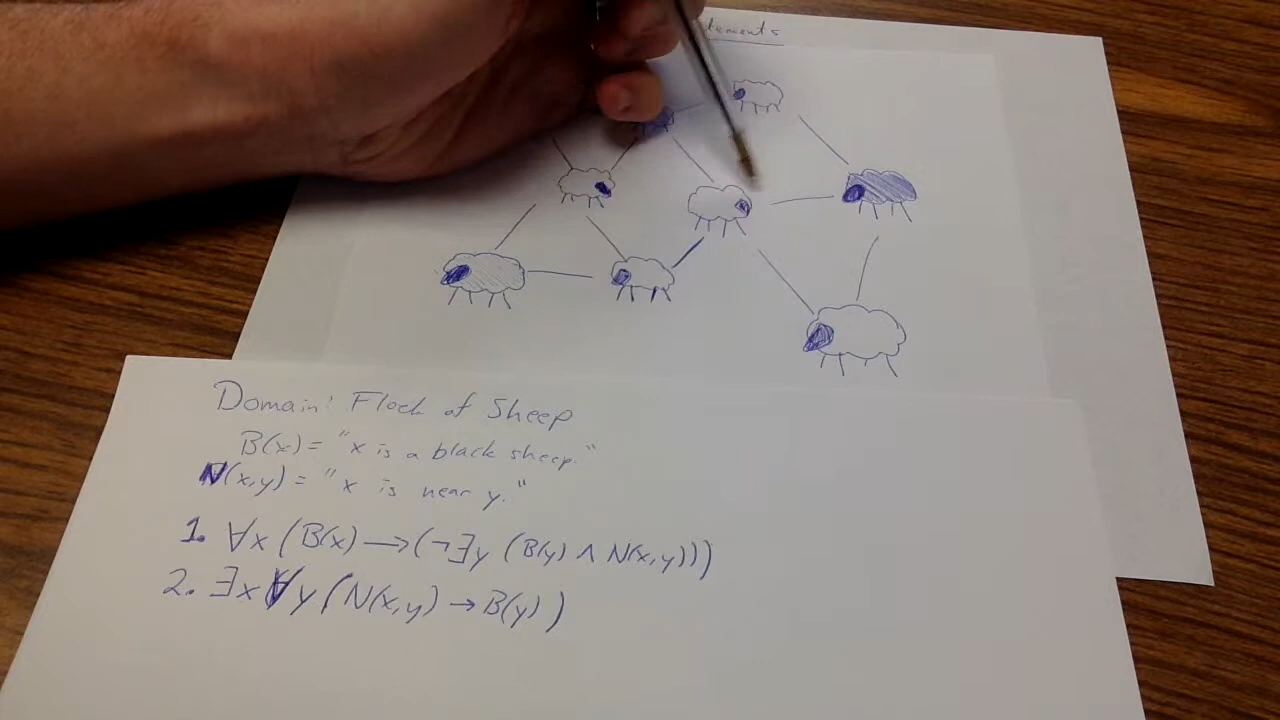 Domain: Flock of Sheep
B(x) = "x is a black sheep."
N(x,y) = "x is near y."
1. ∀x (B(x) → (¬∃y (B(y) ∧ N(x,y)))
2. ∃x ∀y (N(x,y) → B(y))